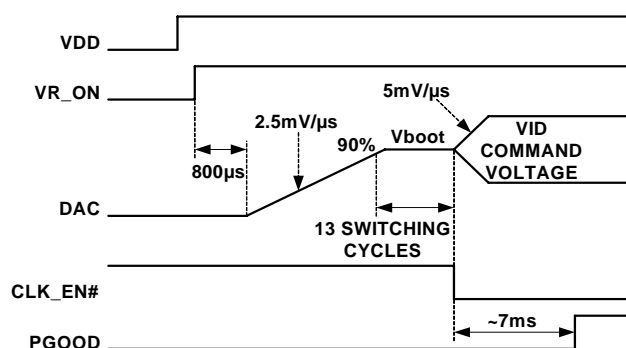 VDD
VR_ON
5mV/µs
2.5mV/µs
90%
Vboot
VID
COMMAND
VOLTAGE
800µs
DAC
13 SWITCHING
CYCLES
CLK_EN#
~7ms
PGOOD